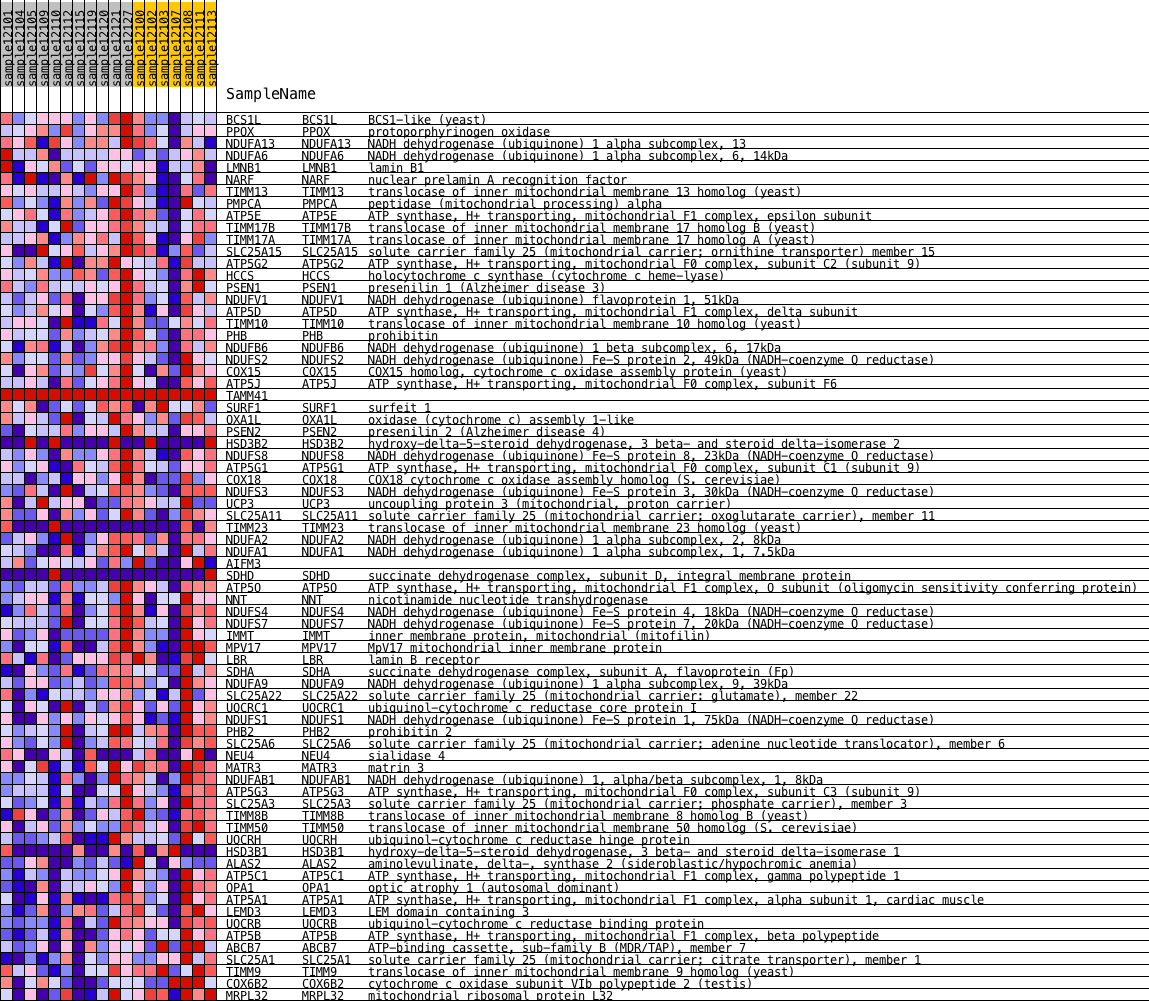 sample12101 sample12104 sample12105 sample12109 sample12110 sample12112 sample12115 sample12119 sample12120 sample12121 sample12127 sample12100 sample12102 sample12103 sample12107 sample12108 sample12111 sample12113
SampleName
BCS1L BCS1L BCS1-like (yeast)
PPOX PPOX protoporphyrinogen oxidase
NDUFA13 NDUFA13 NADH dehydrogenase (ubiquinone) 1 alpha subcomplex, 13
NDUFA6 NDUFA6 NADH dehydrogenase (ubiquinone) 1 alpha subcomplex, 6, 14kDa
LMNB1 LMNB1 lamin B1
NARF NARF nuclear prelamin A recognition factor
TIMM13 TIMM13 translocase of inner mitochondrial membrane 13 homolog (yeast)
PMPCA PMPCA peptidase (mitochondrial processing) alpha
ATP5E ATP5E ATP synthase, H+ transporting, mitochondrial F1 complex, epsilon subunit
TIMM17B TIMM17B translocase of inner mitochondrial membrane 17 homolog B (yeast)
TIMM17A TIMM17A translocase of inner mitochondrial membrane 17 homolog A (yeast)
SLC25A15 SLC25A15 solute carrier family 25 (mitochondrial carrier; ornithine transporter) member 15
ATP5G2 ATP5G2 ATP synthase, H+ transporting, mitochondrial F0 complex, subunit C2 (subunit 9)
HCCS HCCS holocytochrome c synthase (cytochrome c heme-lyase)
PSEN1 PSEN1 presenilin 1 (Alzheimer disease 3)
NDUFV1 NDUFV1 NADH dehydrogenase (ubiquinone) flavoprotein 1, 51kDa
ATP5D ATP5D ATP synthase, H+ transporting, mitochondrial F1 complex, delta subunit
TIMM10 TIMM10 translocase of inner mitochondrial membrane 10 homolog (yeast)
PHB PHB prohibitin
NDUFB6 NDUFB6 NADH dehydrogenase (ubiquinone) 1 beta subcomplex, 6, 17kDa
NDUFS2 NDUFS2 NADH dehydrogenase (ubiquinone) Fe-S protein 2, 49kDa (NADH-coenzyme Q reductase)
COX15 COX15 COX15 homolog, cytochrome c oxidase assembly protein (yeast)
ATP5J ATP5J ATP synthase, H+ transporting, mitochondrial F0 complex, subunit F6
TAMM41
SURF1 SURF1 surfeit 1
OXA1L OXA1L oxidase (cytochrome c) assembly 1-like
PSEN2 PSEN2 presenilin 2 (Alzheimer disease 4)
HSD3B2 HSD3B2 hydroxy-delta-5-steroid dehydrogenase, 3 beta- and steroid delta-isomerase 2
NDUFS8 NDUFS8 NADH dehydrogenase (ubiquinone) Fe-S protein 8, 23kDa (NADH-coenzyme Q reductase)
ATP5G1 ATP5G1 ATP synthase, H+ transporting, mitochondrial F0 complex, subunit C1 (subunit 9)
COX18 COX18 COX18 cytochrome c oxidase assembly homolog (S. cerevisiae)
NDUFS3 NDUFS3 NADH dehydrogenase (ubiquinone) Fe-S protein 3, 30kDa (NADH-coenzyme Q reductase)
UCP3 UCP3 uncoupling protein 3 (mitochondrial, proton carrier)
SLC25A11 SLC25A11 solute carrier family 25 (mitochondrial carrier; oxoglutarate carrier), member 11
TIMM23 TIMM23 translocase of inner mitochondrial membrane 23 homolog (yeast)
NDUFA2 NDUFA2 NADH dehydrogenase (ubiquinone) 1 alpha subcomplex, 2, 8kDa
NDUFA1 NDUFA1 NADH dehydrogenase (ubiquinone) 1 alpha subcomplex, 1, 7.5kDa
AIFM3
SDHD SDHD succinate dehydrogenase complex, subunit D, integral membrane protein
ATP5O ATP5O ATP synthase, H+ transporting, mitochondrial F1 complex, O subunit (oligomycin sensitivity conferring protein)
NNT NNT nicotinamide nucleotide transhydrogenase
NDUFS4 NDUFS4 NADH dehydrogenase (ubiquinone) Fe-S protein 4, 18kDa (NADH-coenzyme Q reductase)
NDUFS7 NDUFS7 NADH dehydrogenase (ubiquinone) Fe-S protein 7, 20kDa (NADH-coenzyme Q reductase)
IMMT IMMT inner membrane protein, mitochondrial (mitofilin)
MPV17 MPV17 MpV17 mitochondrial inner membrane protein
LBR LBR lamin B receptor
SDHA SDHA succinate dehydrogenase complex, subunit A, flavoprotein (Fp)
NDUFA9 NDUFA9 NADH dehydrogenase (ubiquinone) 1 alpha subcomplex, 9, 39kDa
SLC25A22 SLC25A22 solute carrier family 25 (mitochondrial carrier: glutamate), member 22
UQCRC1 UQCRC1 ubiquinol-cytochrome c reductase core protein I
NDUFS1 NDUFS1 NADH dehydrogenase (ubiquinone) Fe-S protein 1, 75kDa (NADH-coenzyme Q reductase)
PHB2 PHB2 prohibitin 2
SLC25A6 SLC25A6 solute carrier family 25 (mitochondrial carrier; adenine nucleotide translocator), member 6
NEU4 NEU4 sialidase 4
MATR3 MATR3 matrin 3
NDUFAB1 NDUFAB1 NADH dehydrogenase (ubiquinone) 1, alpha/beta subcomplex, 1, 8kDa
ATP5G3 ATP5G3 ATP synthase, H+ transporting, mitochondrial F0 complex, subunit C3 (subunit 9)
SLC25A3 SLC25A3 solute carrier family 25 (mitochondrial carrier; phosphate carrier), member 3
TIMM8B TIMM8B translocase of inner mitochondrial membrane 8 homolog B (yeast)
TIMM50 TIMM50 translocase of inner mitochondrial membrane 50 homolog (S. cerevisiae)
UQCRH UQCRH ubiquinol-cytochrome c reductase hinge protein
HSD3B1 HSD3B1 hydroxy-delta-5-steroid dehydrogenase, 3 beta- and steroid delta-isomerase 1
ALAS2 ALAS2 aminolevulinate, delta-, synthase 2 (sideroblastic/hypochromic anemia)
ATP5C1 ATP5C1 ATP synthase, H+ transporting, mitochondrial F1 complex, gamma polypeptide 1
OPA1 OPA1 optic atrophy 1 (autosomal dominant)
ATP5A1 ATP5A1 ATP synthase, H+ transporting, mitochondrial F1 complex, alpha subunit 1, cardiac muscle
LEMD3 LEMD3 LEM domain containing 3
UQCRB UQCRB ubiquinol-cytochrome c reductase binding protein
ATP5B ATP5B ATP synthase, H+ transporting, mitochondrial F1 complex, beta polypeptide
ABCB7 ABCB7 ATP-binding cassette, sub-family B (MDR/TAP), member 7
SLC25A1 SLC25A1 solute carrier family 25 (mitochondrial carrier; citrate transporter), member 1
TIMM9 TIMM9 translocase of inner mitochondrial membrane 9 homolog (yeast)
COX6B2 COX6B2 cytochrome c oxidase subunit VIb polypeptide 2 (testis)
MRPL32 MRPL32 mitochondrial ribosomal protein L32